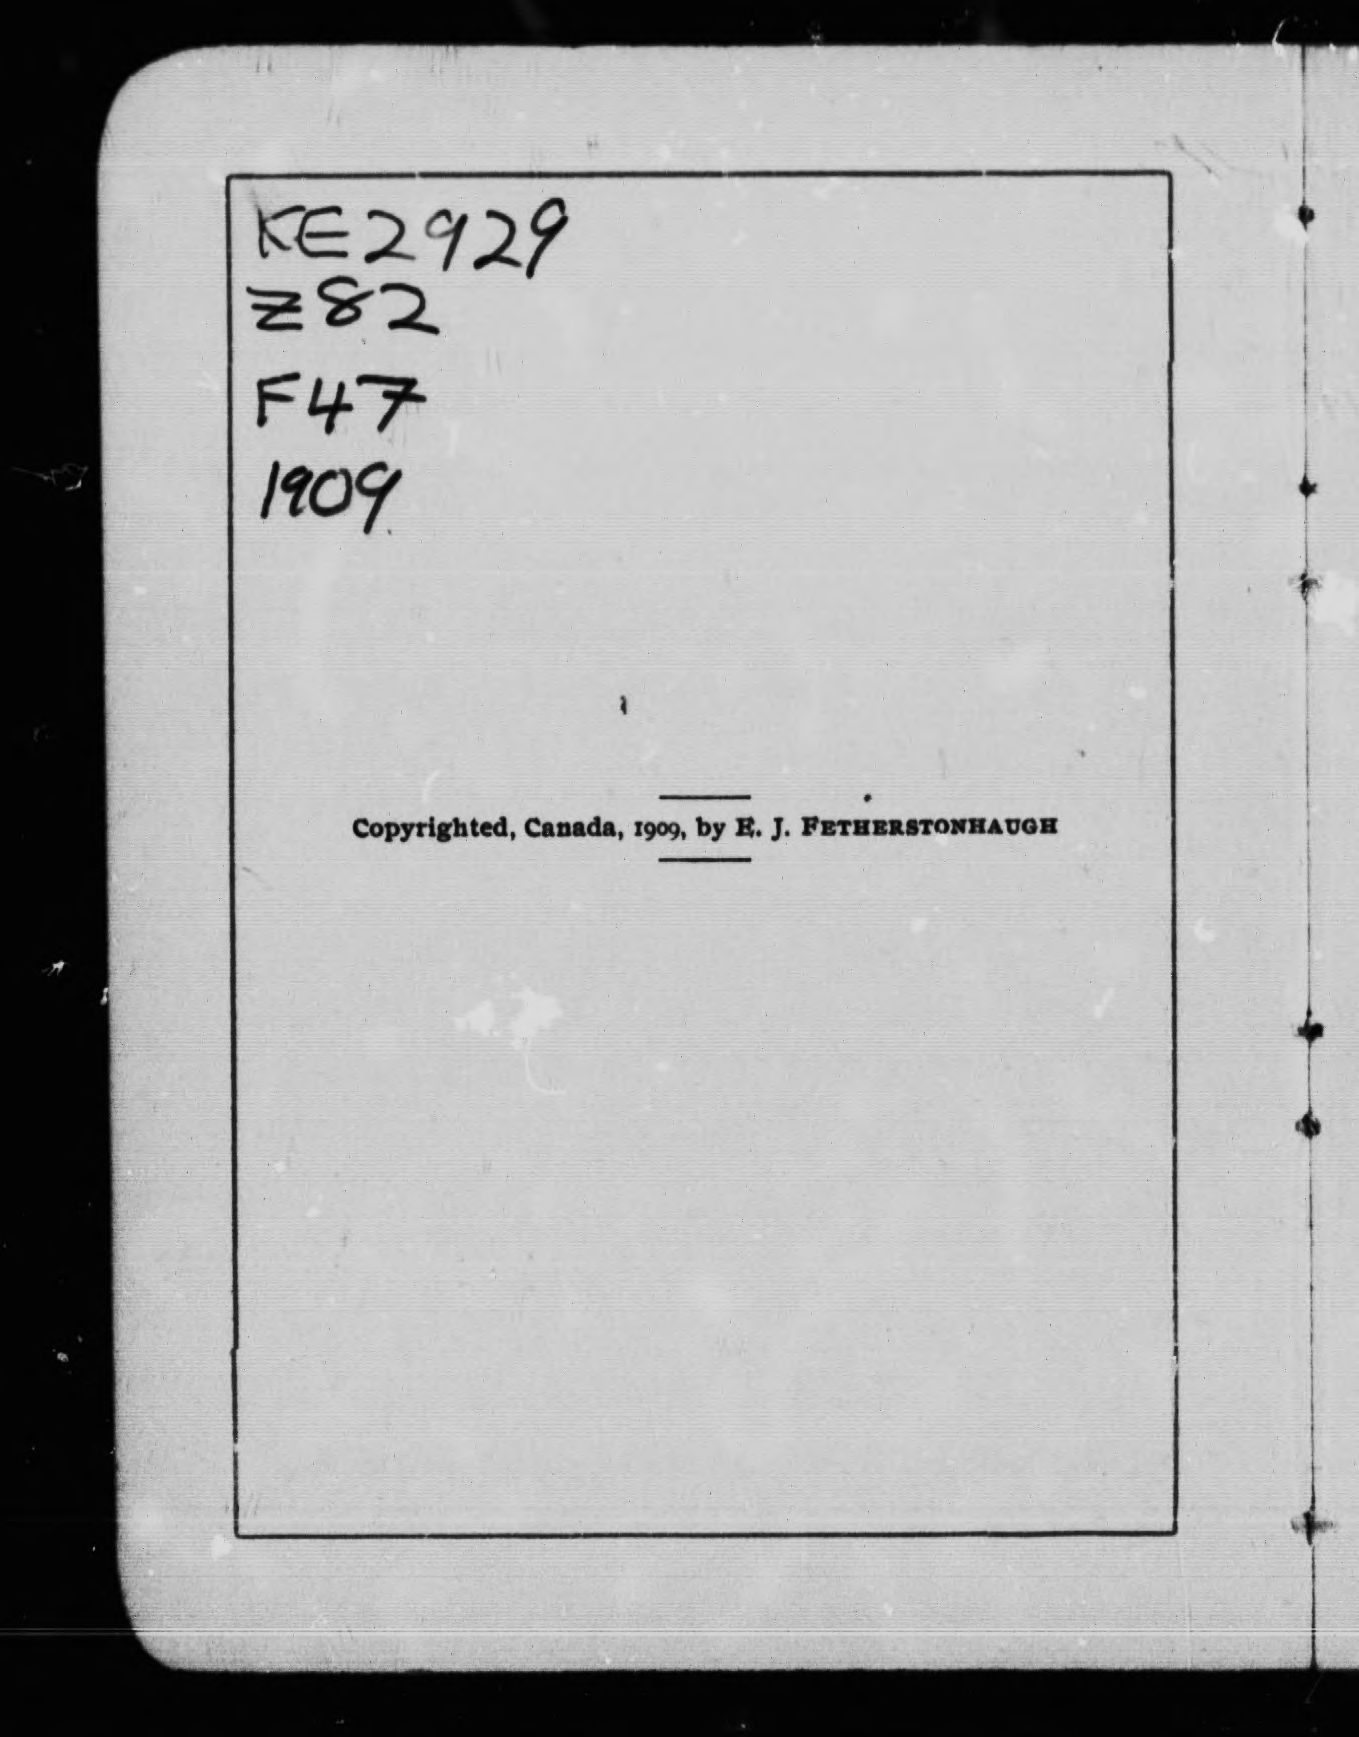 KE2929
Z82
F47
1909
Copyrighted, Canada, 1909, by E. J. FETHERSTONHAUGH